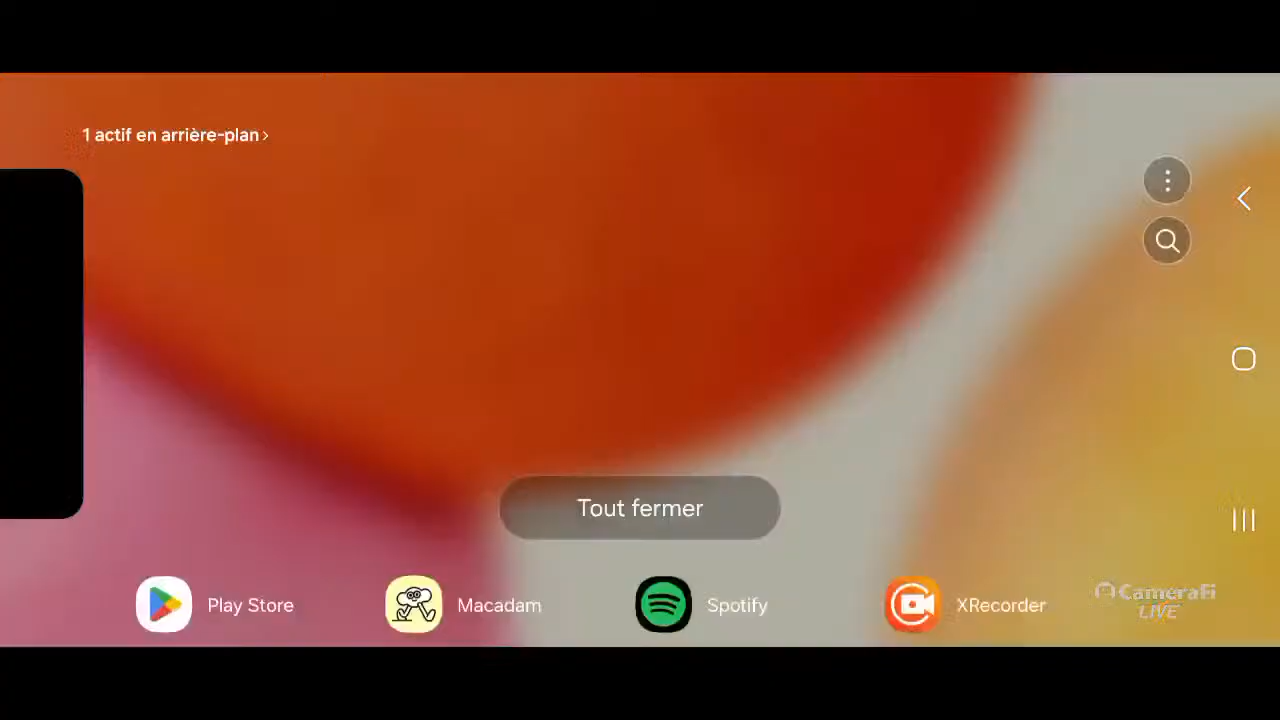 1 actif en arrière-plan
Tout fermer
Play Store
Macadam
Spotify
XRecorder
CameraFi
LIVE